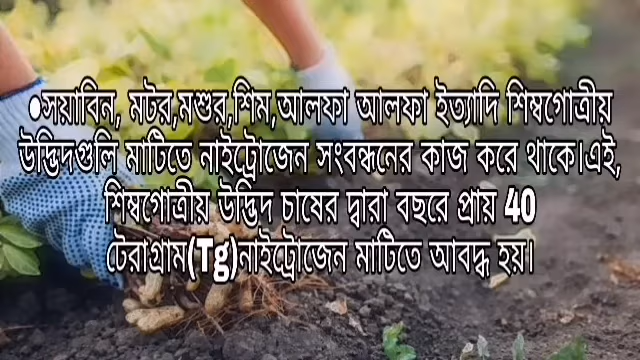 ●সয়াবিন, মটর,মশুর,শিম,আলফা আলফা ইত্যাদি শিম্বগোত্রীয়
উদ্ভিদগুলি মাটিতে নাইট্রোজেন সংবন্ধনের কাজ করে থাকে।এই,
শিম্বগোত্রীয় উদ্ভিদ চাষের দ্বারা বছরে প্রায় 40
টেরাগ্রাম(Tg)নাইট্রোজেন মাটিতে আবদ্ধ হয়।